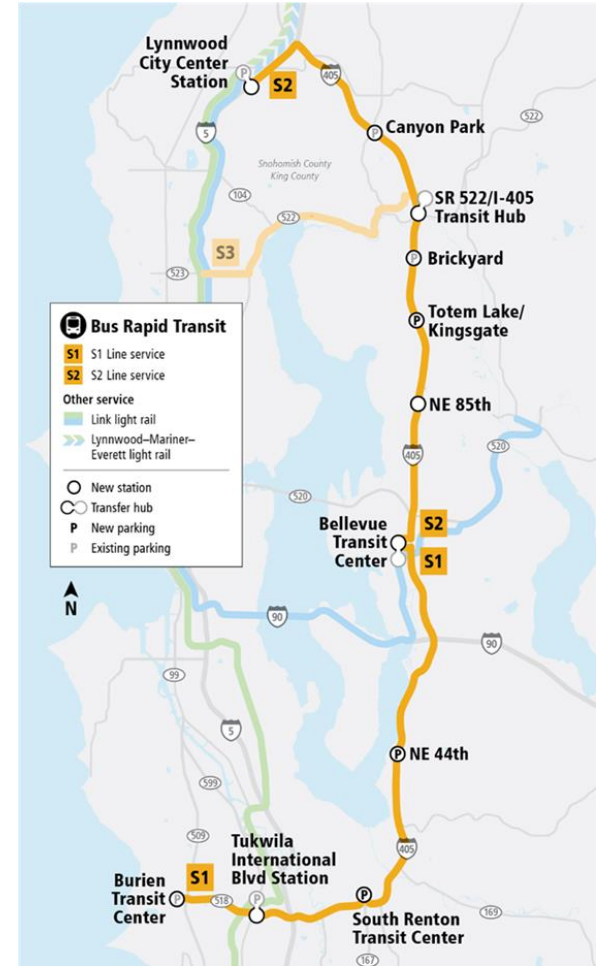 Lynnwood
City Center
Station
P
S2
405
5
P
Canyon Park
522
Snohomish County
King County
104
SR 522/I-405
Transit Hub
522
S3
523
P
Brickyard
P
Totem Lake/
Kingsgate
Bus Rapid Transit
S1 S1 Line service
S2 S2 Line service
Other service
Link light rail
Lynnwood–Mariner–
Everett light rail
New station
Transfer hub
P New parking
P Existing parking
N
NE 85th
405
520
520
Bellevue
Transit
Center
S2
S1
90
90
99
5
P
NE 44th
599
509
405
Tukwila
International
Blvd Station
P
S1
Burien
Transit
Center
P
518
P
South Renton
Transit Center
169
167